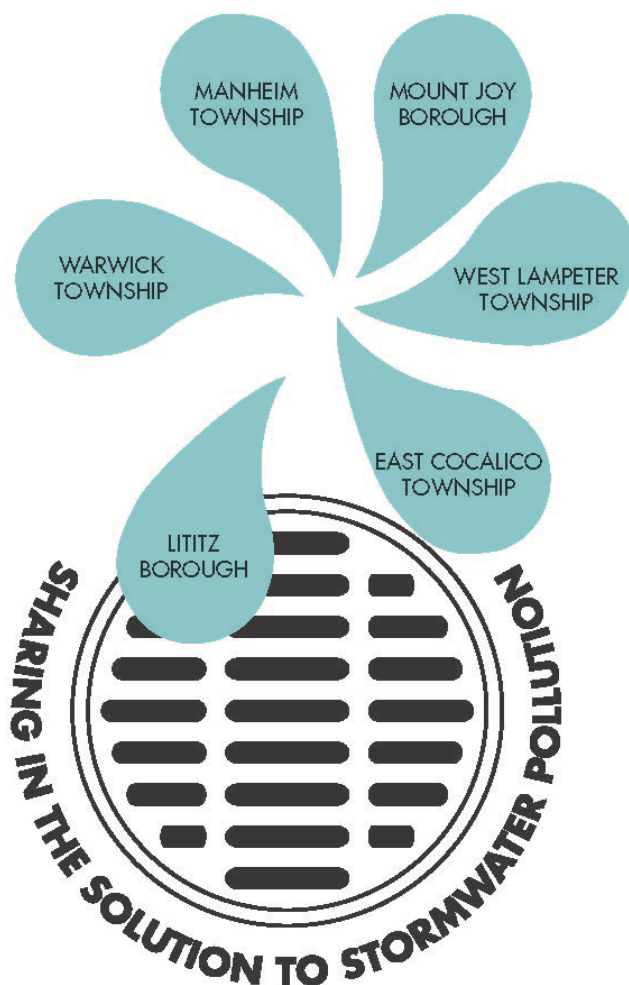 MANHEIM
TOWNSHIP
MOUNT JOY
BOROUGH
WARWICK
TOWNSHIP
WEST LAMPETER
TOWNSHIP
EAST COCALICO
TOWNSHIP
LITITZ
BOROUGH
SHARING IN THE SOLUTION TO STORMWATER POLLUTION